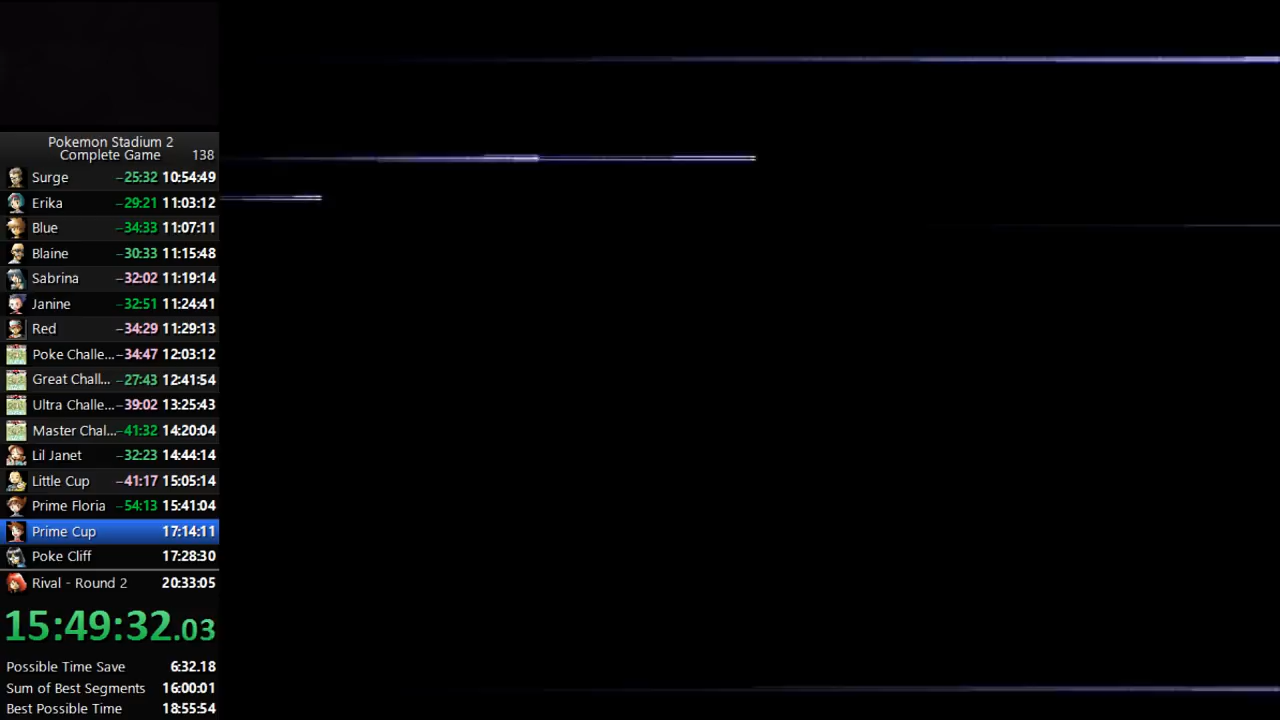 Pokemon Stadium 2
Complete Game 138
Surge −25:32 10:54:49
Erika −29:21 11:03:12
Blue −34:33 11:07:11
Blaine −30:33 11:15:48
Sabrina −32:02 11:19:14
Janine −32:51 11:24:41
Red −34:29 11:29:13
Poke Challe... −34:47 12:03:12
Great Chall... −27:43 12:41:54
Ultra Challe... −39:02 13:25:43
Master Chal... −41:32 14:20:04
Lil Janet −32:23 14:44:14
Little Cup −41:17 15:05:14
Prime Floria −54:13 15:41:04
Prime Cup 17:14:11
Poke Cliff 17:28:30
Rival - Round 2 20:33:05
15:49:32.03
Possible Time Save 6:32.18
Sum of Best Segments 16:00:01
Best Possible Time 18:55:54